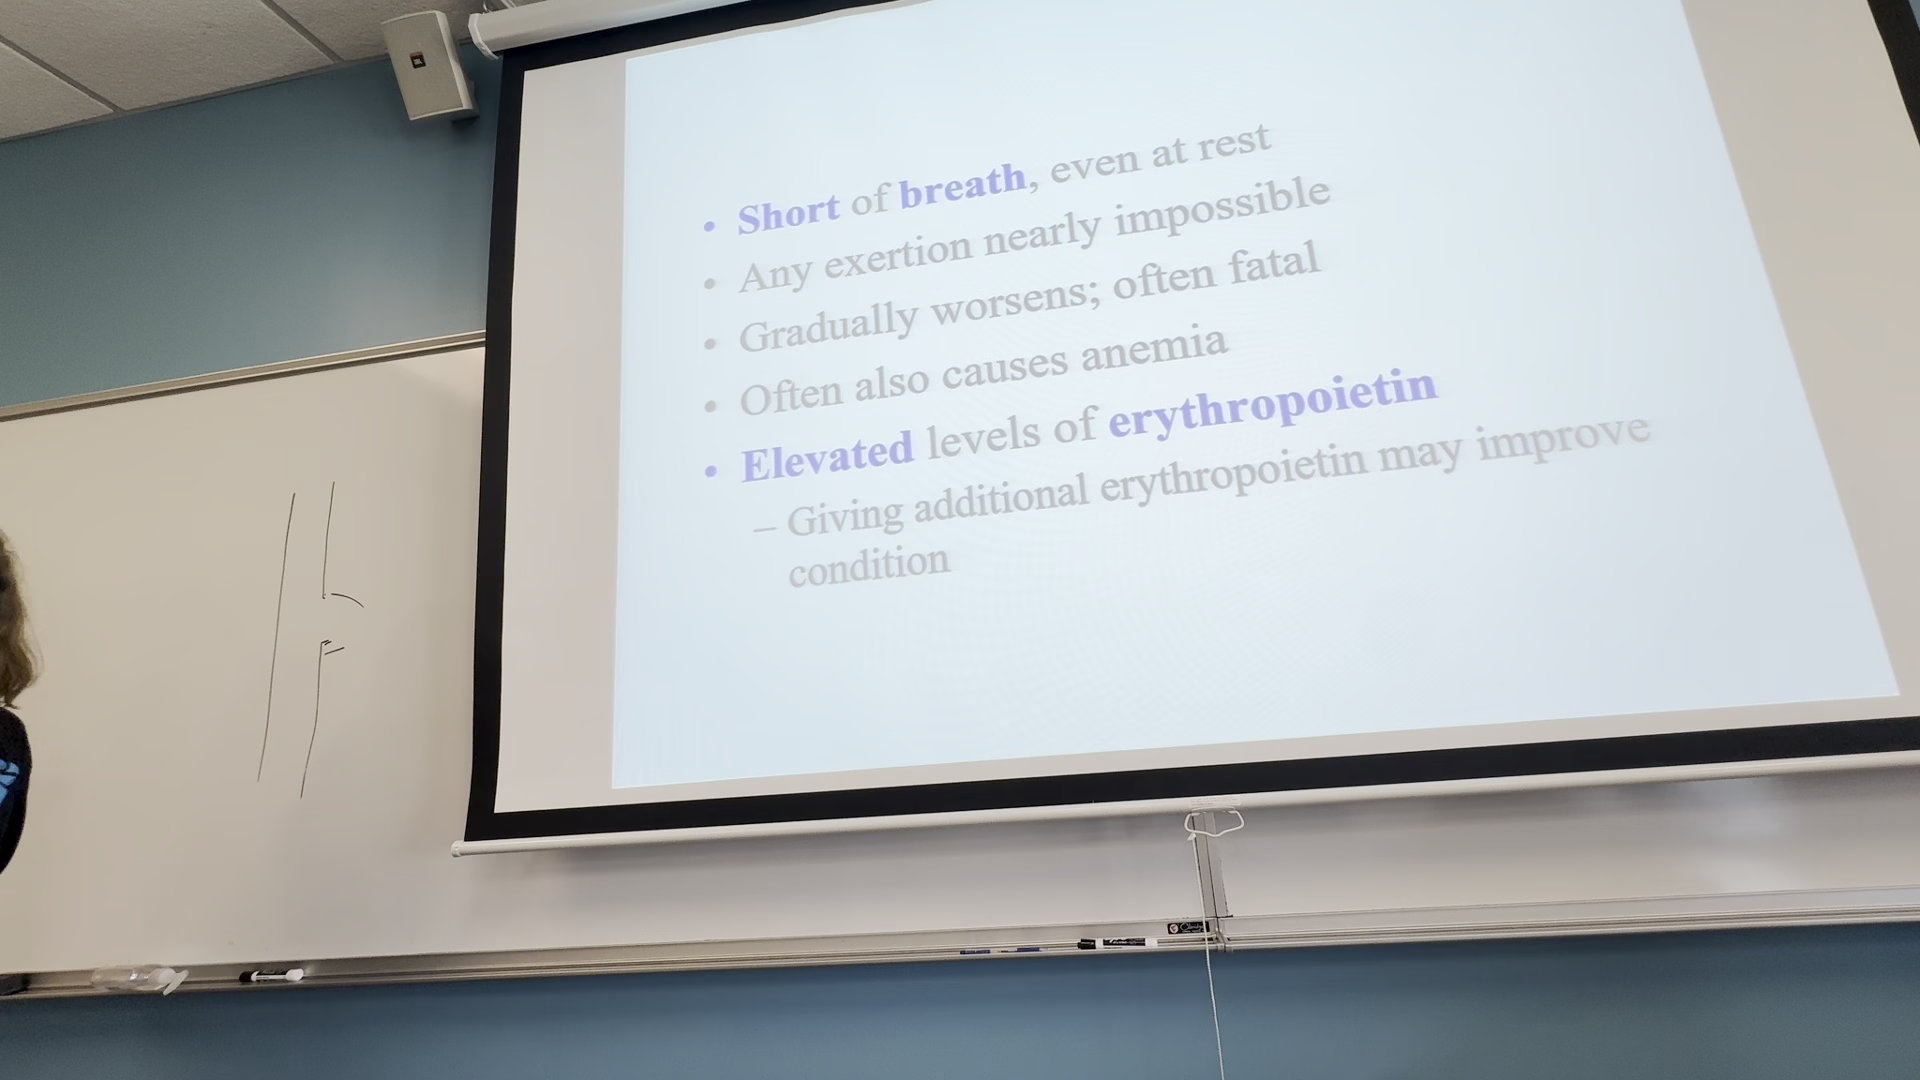 • Short of breath, even at rest
• Any exertion nearly impossible
• Gradually worsens; often fatal
• Often also causes anemia
• Elevated levels of erythropoietin
– Giving additional erythropoietin may improve
condition